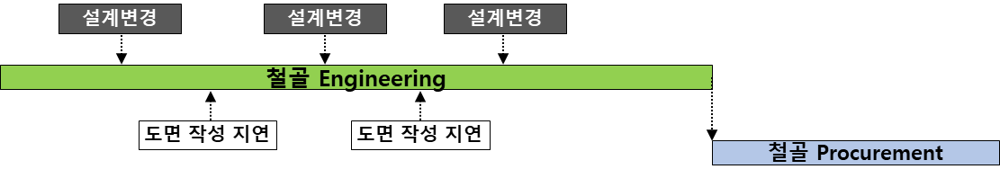 설계변경
설계변경
설계변경
철골 Engineering
도면 작성 지연
도면 작성 지연
철골 Procurement